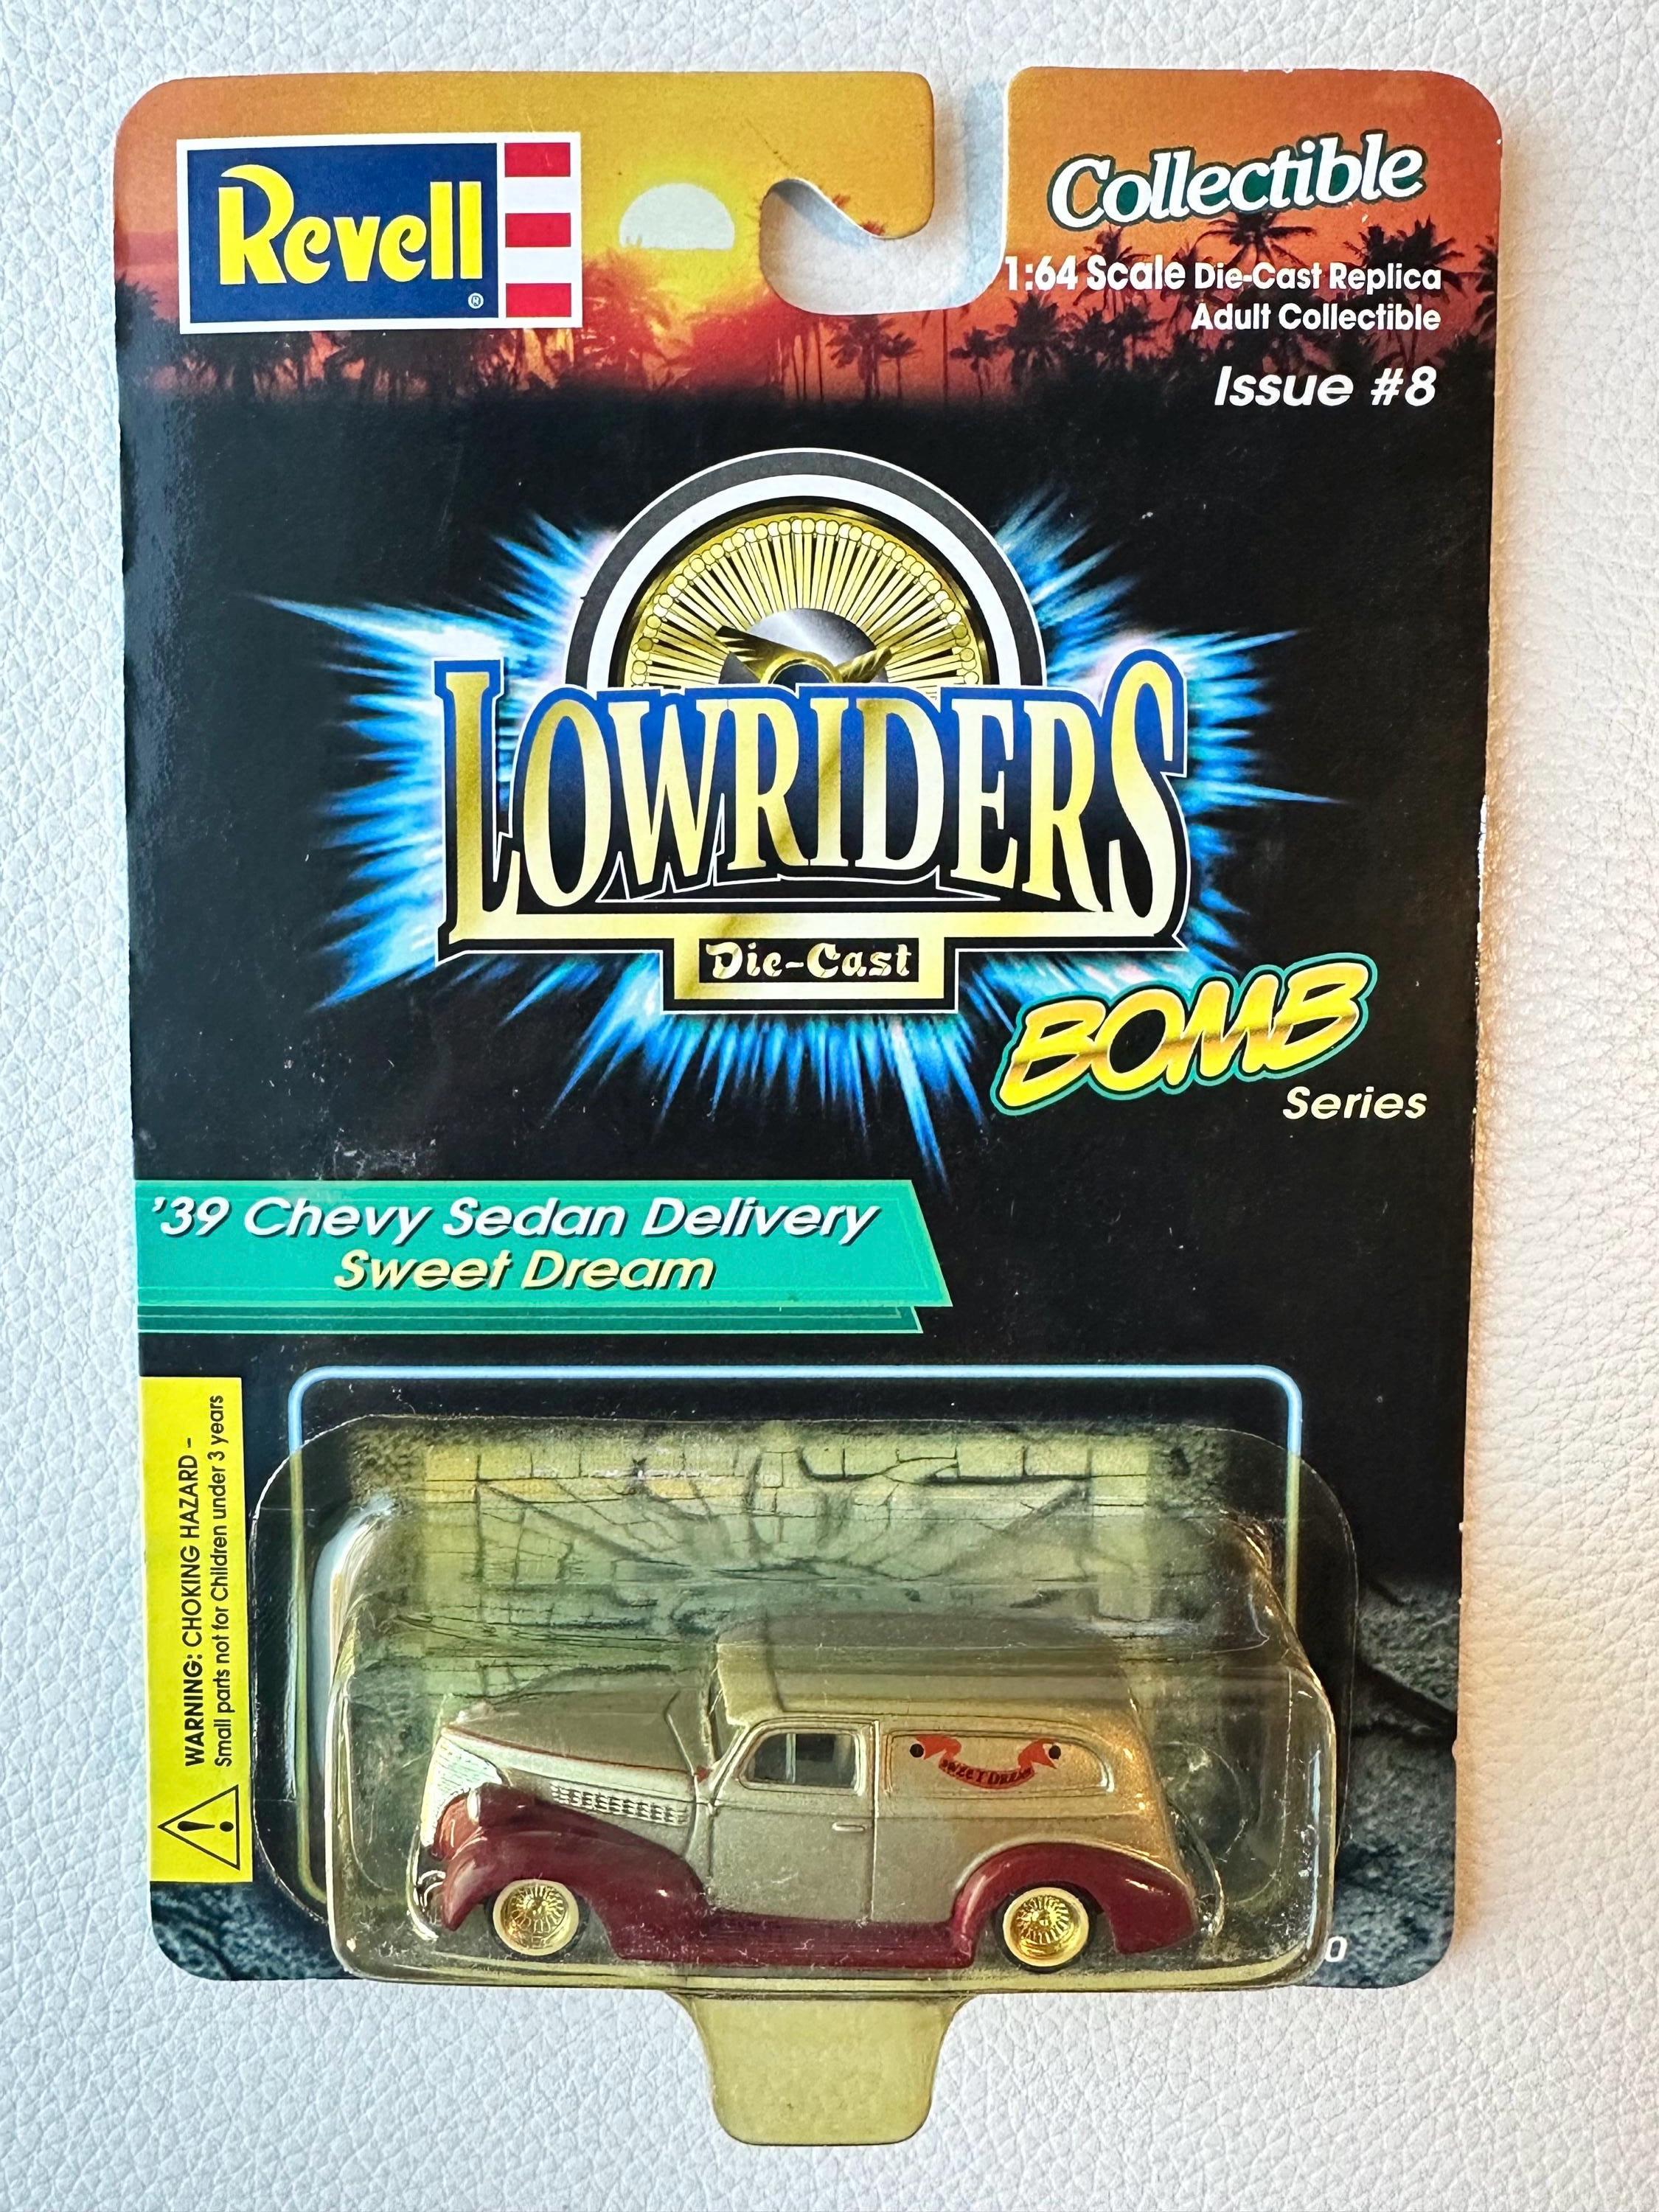 Revell®
Collectible
1:64 Scale Die-Cast Replica
Adult Collectible
Issue #8
LOWRIDERS
Die-Cast
BOMB
Series
'39 Chevy Sedan Delivery
Sweet Dream
WARNING: CHOKING HAZARD -
Small parts not for Children under 3 years
SWEET DREAM